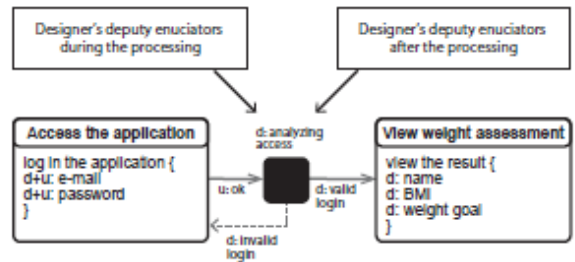 Designer's deputy enuciators
during the processing
Designer's deputy enuciators
after the processing
Access the application
log in the application {
d+u: e-mail
d+u: password
}
u: ok
d: analyzing
access
d: valid
login
d: invalid
login
View weight assessment
view the result {
d: name
d: BMI
d: weight goal
}